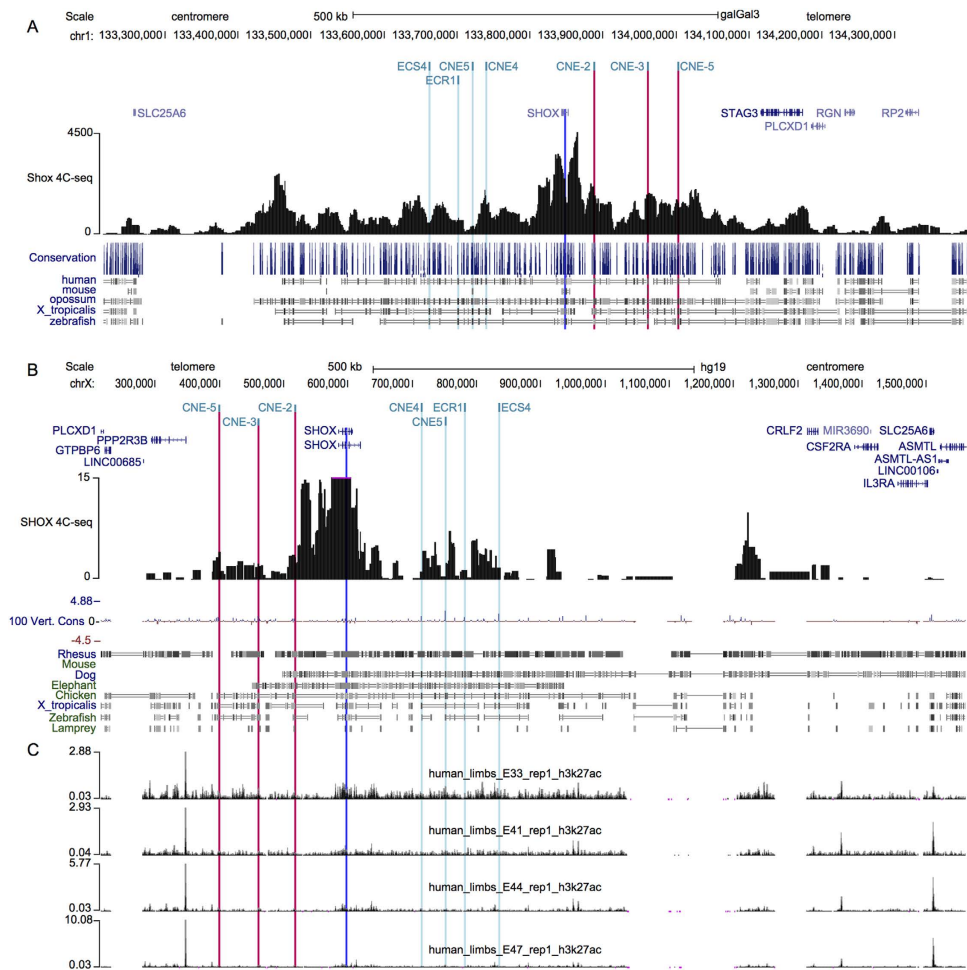 A
Scale centromere 500 kb galGal3 telomere
chr1: 133,300,000 133,400,000 133,500,000 133,600,000 133,700,000 133,800,000 133,900,000 134,000,000 134,100,000 134,200,000 134,300,000
ECS4 CNE5 CNE4 CNE-2 CNE-3 CNE-5
ECR1
SLC25A6 SHOX STAG3 RGN RP2
PLCXD1
4500
Shox 4C-seq
0
Conservation
human
mouse
opossum
X_tropicalis
zebrafish
B
Scale telomere 500 kb hg19 centromere
chrX: 300,000 400,000 500,000 600,000 700,000 800,000 900,000 1,000,000 1,100,000 1,200,000 1,300,000 1,400,000 1,500,000
CNE-5 CNE-2 CNE4 ECR1 ECS4
CNE-3 CNE5
PLCXD1 SHOX CRLF2 MIR3690 SLC25A6
PPP2R3B
GTPBP6 SHOX CSF2RA ASMTL
LINC00685 ASMTL-AS1
LINC00106
IL3RA
15
SHOX 4C-seq
0
4.88
100 Vert. Cons 0
-4.5
Rhesus
Mouse
Dog
Elephant
Chicken
X_tropicalis
Zebrafish
Lamprey
C
2.88
human_limbs_E33_rep1_h3k27ac
0.03
2.93
human_limbs_E41_rep1_h3k27ac
0.04
5.77
human_limbs_E44_rep1_h3k27ac
0.03
10.08
human_limbs_E47_rep1_h3k27ac
0.03